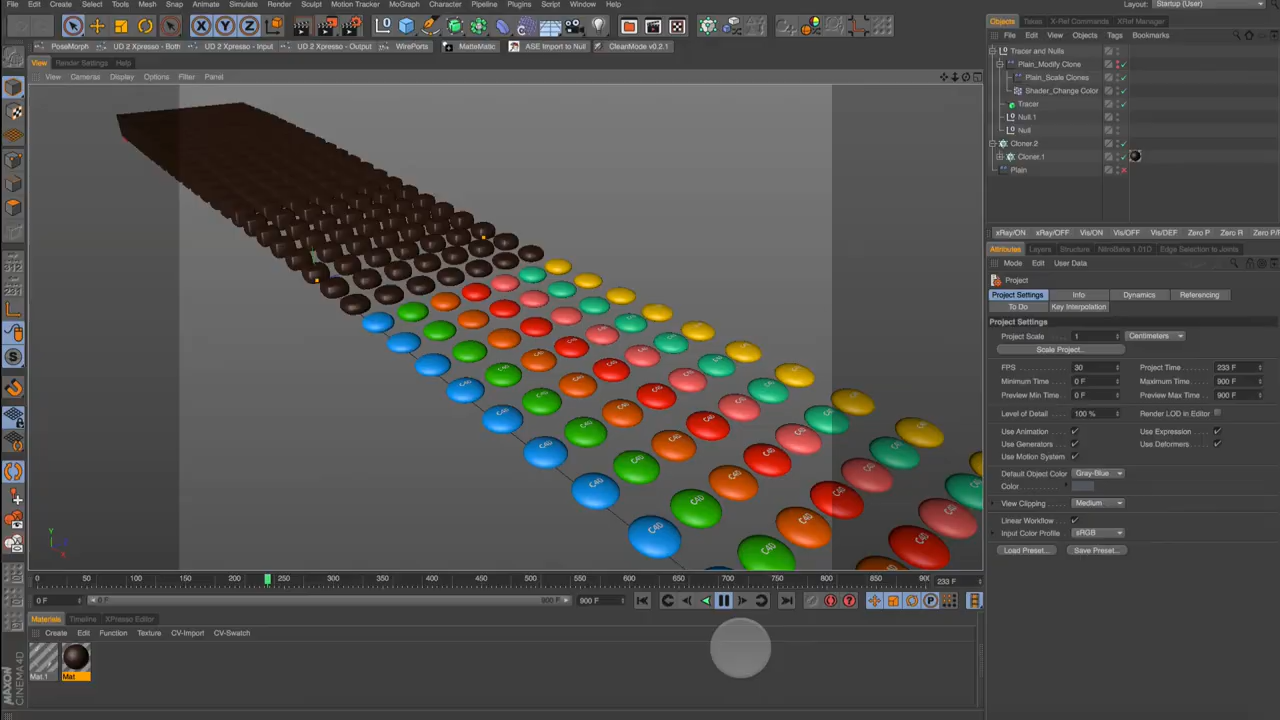 File Edit Create Select Tools Mesh Snap Animate Simulate Render Sculpt Motion Tracker MoGraph Character Pipeline Plugins Script Window Help
Layout: Startup (User)
X Y Z
Objects Takes X-Ref Commands XRef Manager
PoseMorph UD 2 Xpresso - Both UD 2 Xpresso - Input UD 2 Xpresso - Output WirePorts MatteMatic ASE Import to Null CleanMode v0.2.1
File Edit View Objects Tags Bookmarks
View Render Settings Help
View Cameras Display Options Filter Panel
Tracer and Nulls
Plain_Modify Clone
Plain_Scale Clones
Shader_Change Color
Tracer
Null.1
Null
Cloner.2
Cloner.1
Plain
xRay/ON xRay/OFF Vis/ON Vis/OFF Vis/DEF Zero P Zero R Zero P/
Attributes Layers Structure NitroBake 1.01D Edge Selection to Joints
Mode Edit User Data
Project
Project Settings Info Dynamics Referencing
To Do Key Interpolation
Project Settings
Project Scale 1 Centimeters
Scale Project...
FPS 30 Project Time 233 F
Minimum Time 0 F Maximum Time 900 F
Preview Min Time 0 F Preview Max Time 900 F
Level of Detail 100 % Render LOD in Editor
Use Animation Use Expression
Use Generators Use Deformers
Use Motion System
Default Object Color Gray-Blue
Color
View Clipping Medium
Linear Workflow
Input Color Profile sRGB
Load Preset... Save Preset...
C4D
Y
X
0 50 100 150 200 250 300 350 400 450 500 550 600 650 700 750 800 850 900 233 F
0 F 0 F 900 F 900 F
Materials Timeline XPresso Editor
Create Edit Function Texture CV-Import CV-Swatch
Mat.1 Mat
MAXON
CINEMA 4D